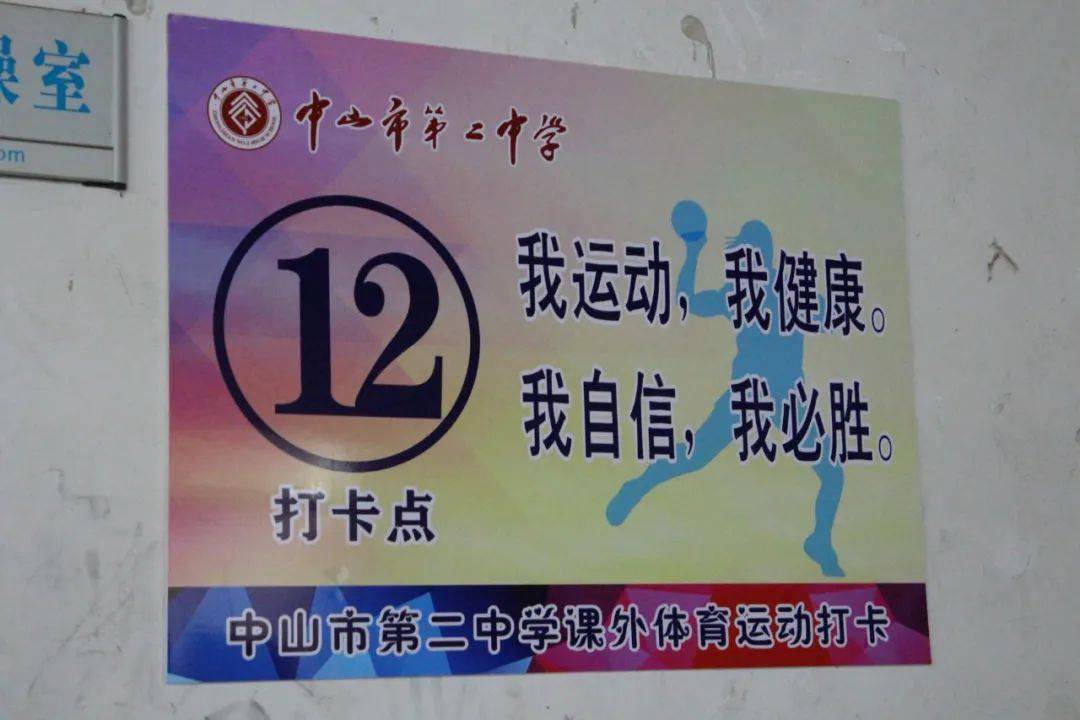 室
om
中山市第二中学
12
打卡点
我运动，我健康。
我自信，我必胜。
中山市第二中学课外体育运动打卡